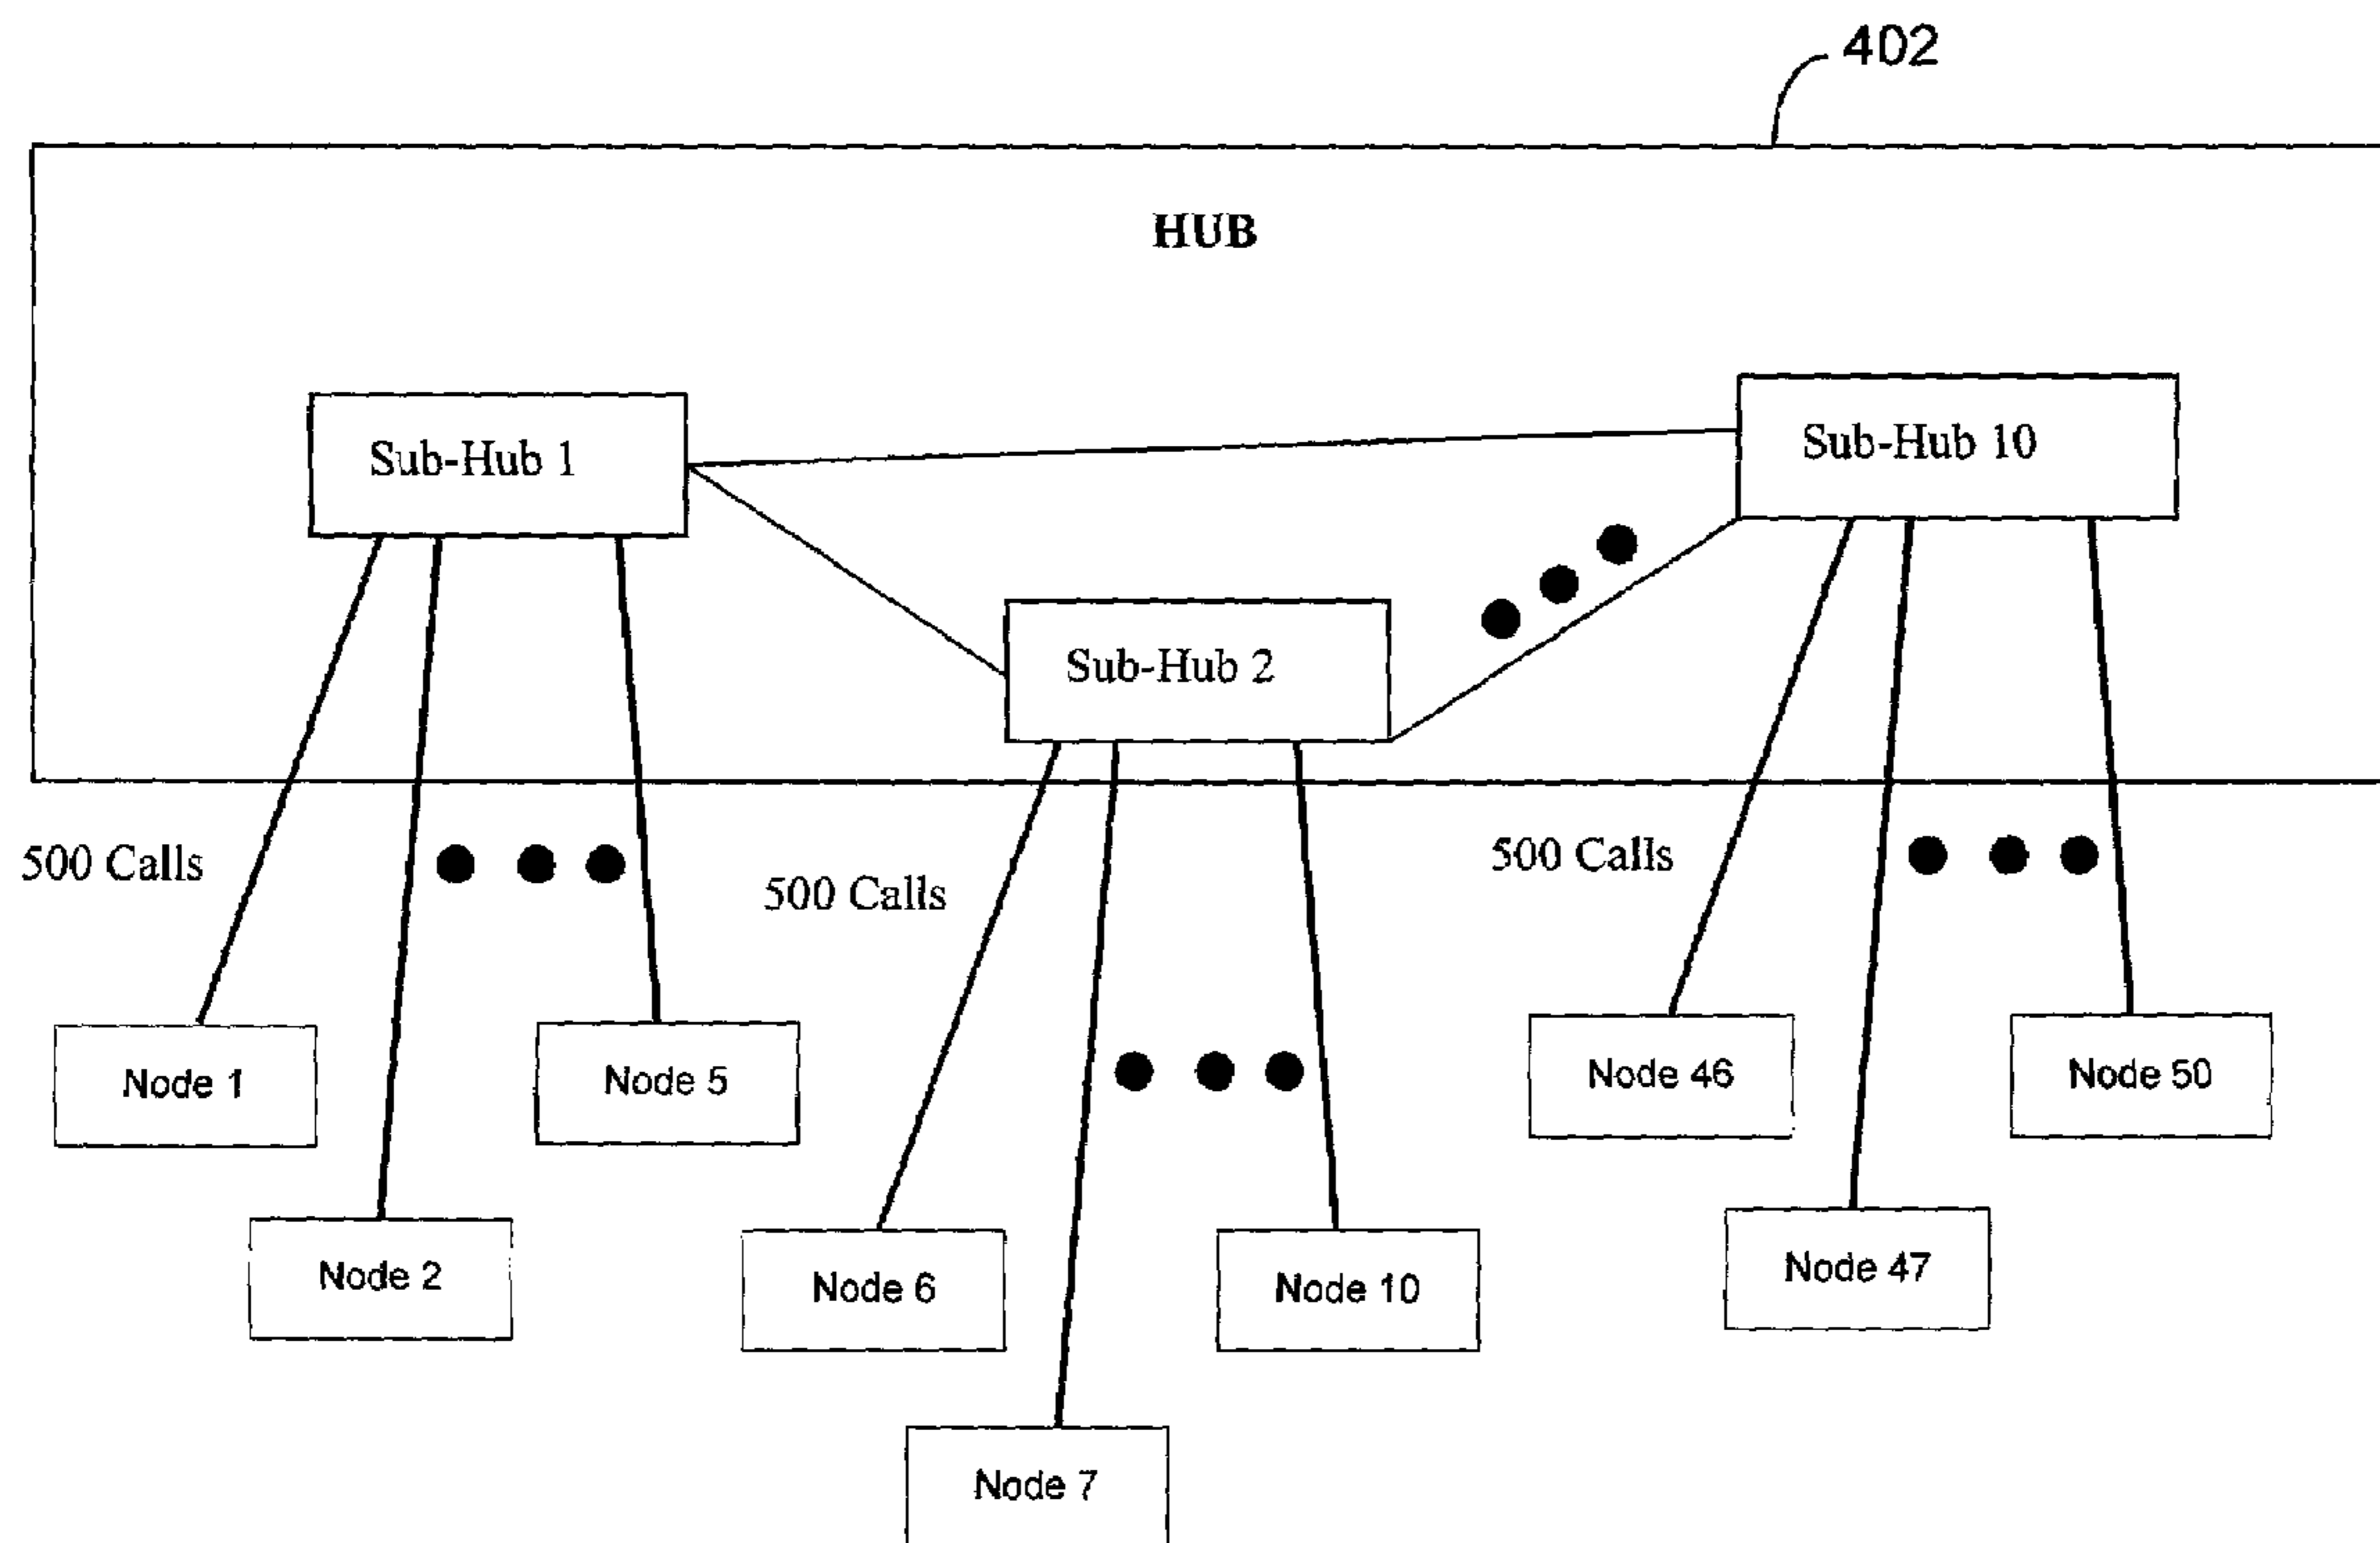 402
HUB
Sub-Hub 1
Sub-Hub 10
Sub-Hub 2
500 Calls
500 Calls
500 Calls
Node 1
Node 5
Node 46
Node 50
Node 2
Node 6
Node 10
Node 47
Node 7